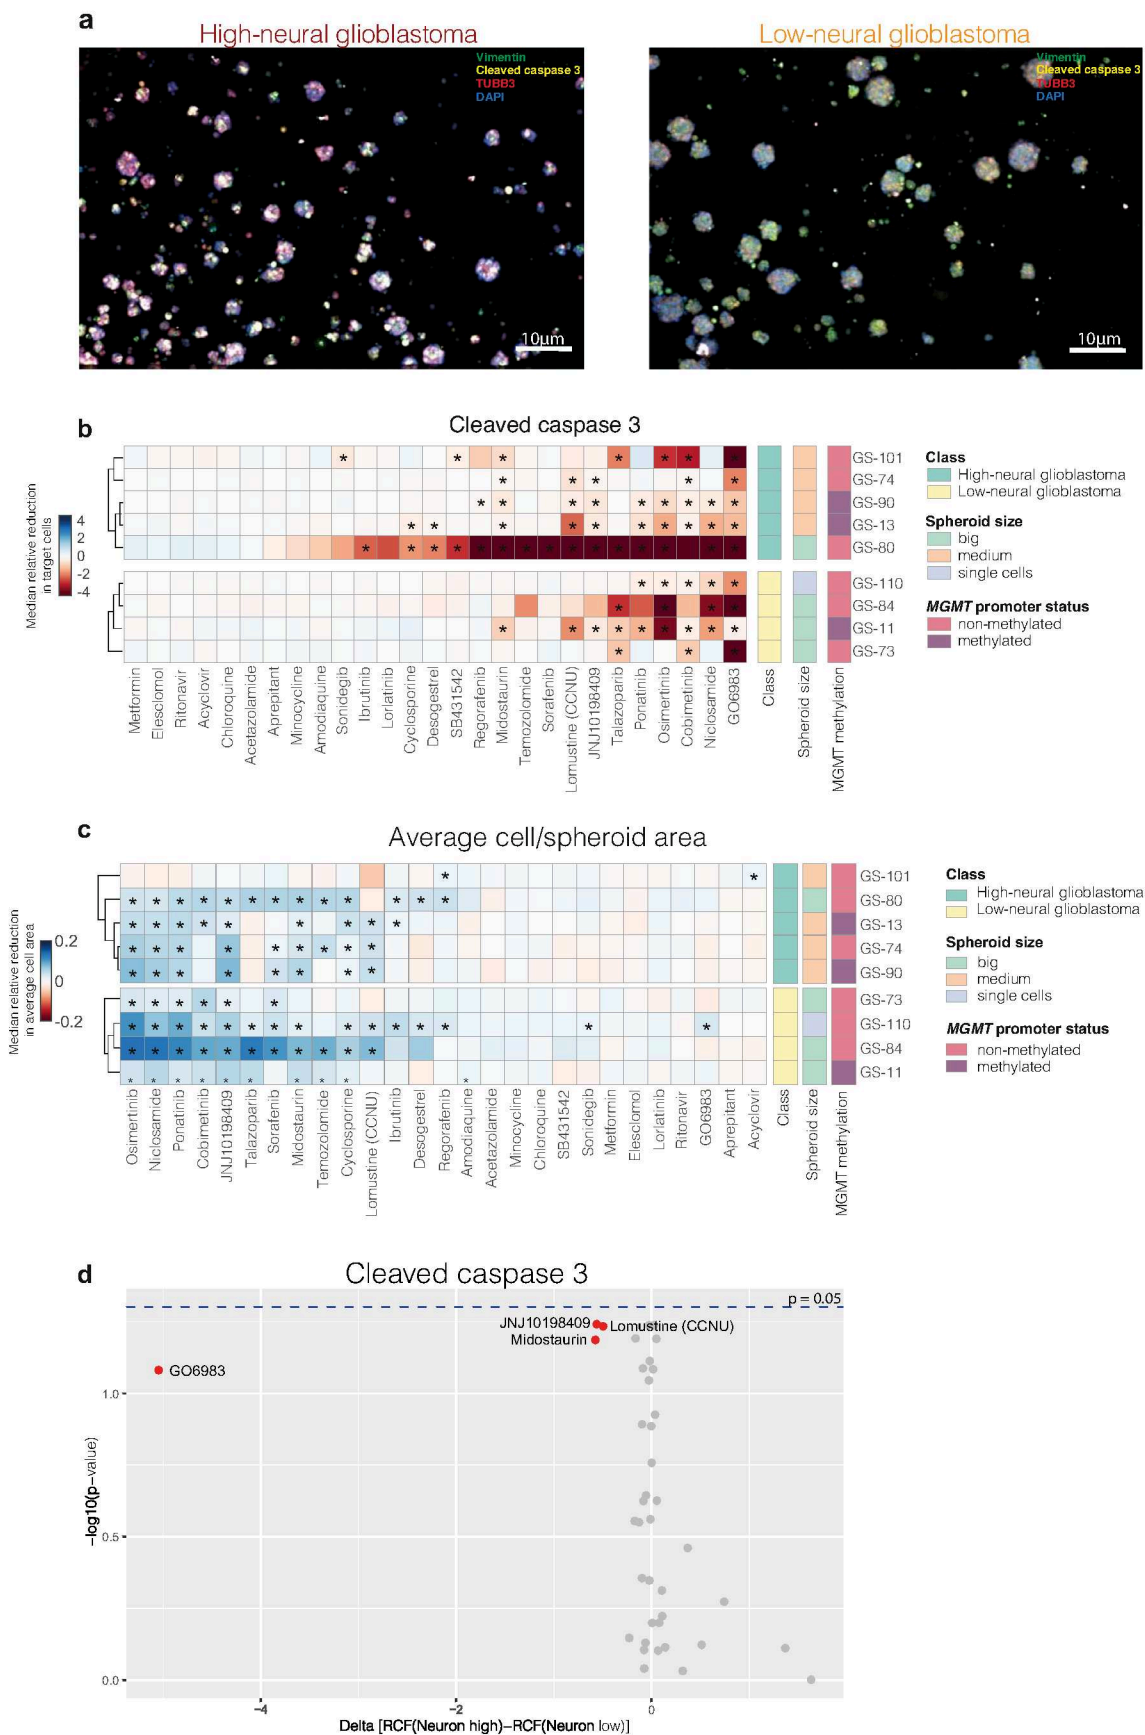 a
High-neural glioblastoma
Low-neural glioblastoma
Vimentin
Cleaved caspase 3
TUBB3
DAPI
10µm
Vimentin
Cleaved caspase 3
TUBB3
DAPI
10µm
b
Cleaved caspase 3
Median relative reduction
in target cells
4
2
0
-2
-4
* * * * * * * GS-101
* * * * * GS-74
* * * * * * * * * GS-90
* * * * * * * * * * GS-13
* * * * * * * * * * * * * * * * GS-80
* * * * * GS-110
* * * * GS-84
* * * * * * * * * GS-11
* * * GS-73
Metformin
Elesclomol
Ritonavir
Acyclovir
Chloroquine
Acetazolamide
Aprepitant
Minocycline
Amodiaquine
Sonidegib
Ibrutinib
Lorlatinib
Cyclosporine
Desogestrel
SB431542
Regorafenib
Midostaurin
Temozolomide
Sorafenib
Lomustine (CCNU)
JNJ10198409
Talazoparib
Ponatinib
Osimertinib
Cobimetinib
Niclosamide
GO6983
Class
Spheroid size
MGMT methylation
Class
High-neural glioblastoma
Low-neural glioblastoma
Spheroid size
big
medium
single cells
MGMT promoter status
non-methylated
methylated
c
Average cell/spheroid area
Median relative reduction
in average cell area
0.2
0
-0.2
* * GS-101
* * * * * * * * * * * * * GS-80
* * * * * * * * * GS-13
* * * * * * * * * GS-74
* * * * * * * * GS-90
* * * * * * GS-73
* * * * * * * * * * * * * * * GS-110
* * * * * * * * * * * GS-84
* * * * * * * * * * GS-11
Osimertinib
Niclosamide
Ponatinib
Cobimetinib
JNJ10198409
Talazoparib
Sorafenib
Midostaurin
Temozolomide
Cyclosporine
Lomustine (CCNU)
Ibrutinib
Desogestrel
Regorafenib
Amodiaquine
Acetazolamide
Minocycline
Chloroquine
SB431542
Sonidegib
Metformin
Elesclomol
Lorlatinib
Ritonavir
GO6983
Aprepitant
Acyclovir
Class
Spheroid size
MGMT methylation
Class
High-neural glioblastoma
Low-neural glioblastoma
Spheroid size
big
medium
single cells
MGMT promoter status
non-methylated
methylated
d
Cleaved caspase 3
p = 0.05
JNJ10198409
Lomustine (CCNU)
Midostaurin
GO6983
−log10(p−value)
1.0
0.5
0.0
−4
−2
0
Delta [RCF(Neuron high)−RCF(Neuron low)]